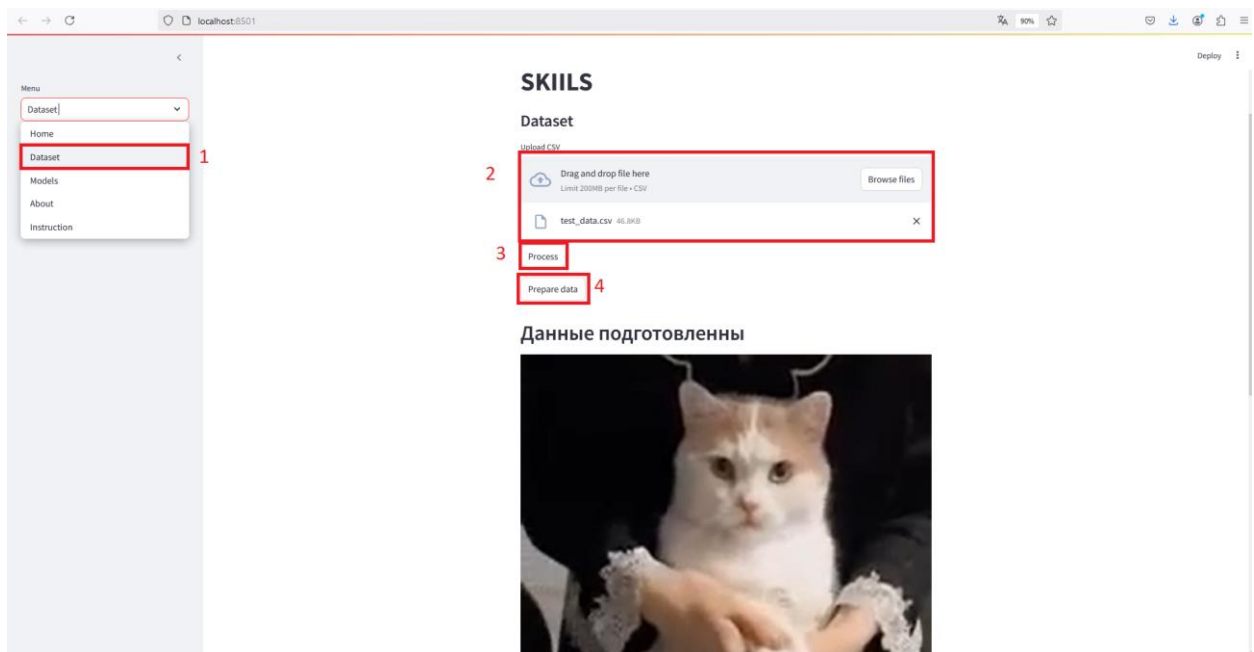 localhost:8501
90%
Deploy
Menu
Dataset
Home
Dataset
1
Models
About
Instruction
SKIILS
Dataset
Upload CSV
2
Drag and drop file here
Limit 200MB per file • CSV
Browse files
test_data.csv 46.8KB
3
Process
Prepare data
4
Данные подготовленны